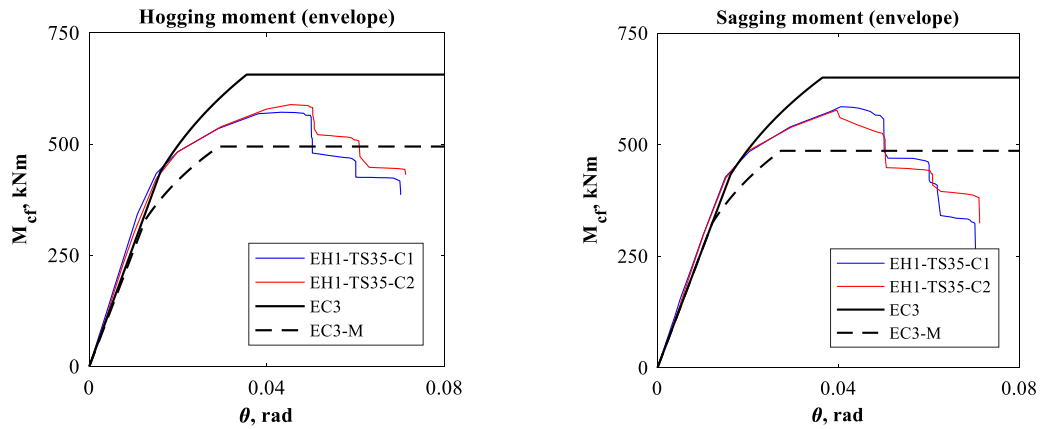 Hogging moment (envelope)
750
500
250
0
M_cf, kNm
EH1-TS35-C1
EH1-TS35-C2
EC3
EC3-M
0 0.04 0.08
θ, rad
Sagging moment (envelope)
750
500
250
0
M_cf, kNm
EH1-TS35-C1
EH1-TS35-C2
EC3
EC3-M
0 0.04 0.08
θ, rad